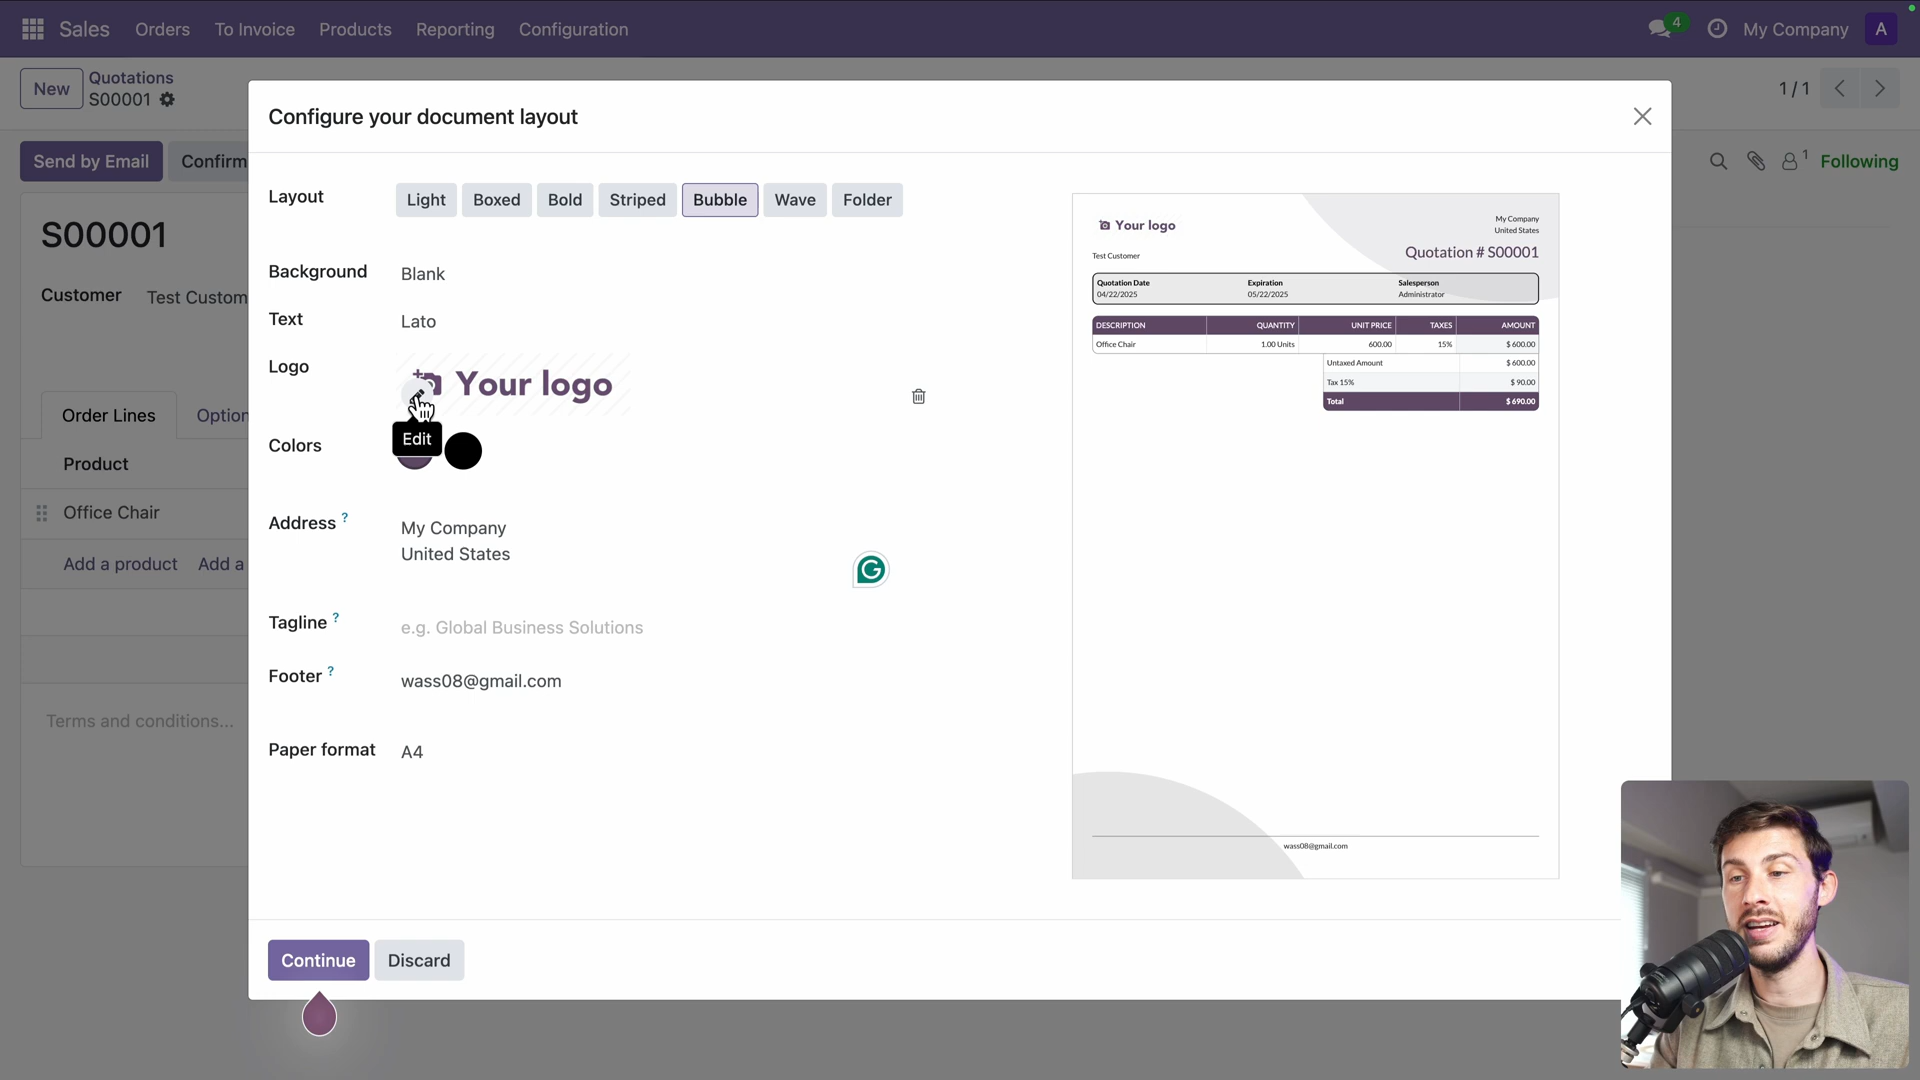 Sales
Orders
To Invoice
Products
Reporting
Configuration
4
My Company
A
New
Quotations
S00001
1 / 1
Send by Email
Confirm
1
Following
S00001
Customer
Test Custom
Order Lines
Option
Product
Office Chair
Add a product
Add a
Terms and conditions...
Configure your document layout
Layout
Light
Boxed
Bold
Striped
Bubble
Wave
Folder
Background
Blank
Text
Lato
Logo
Your logo
Edit
Colors
Address ?
My Company
United States
G
Tagline ?
e.g. Global Business Solutions
Footer ?
wass08@gmail.com
Paper format
A4
Continue
Discard
Your logo
My Company
United States
Test Customer
Quotation # S00001
Quotation Date
Expiration
Salesperson
04/22/2025
05/22/2025
Administrator
DESCRIPTION QUANTITY UNIT PRICE TAXES AMOUNT
Office Chair 1.00 Units 600.00 15% $ 600.00
Untaxed Amount $ 600.00
Tax 15% $ 90.00
Total $ 690.00
wass08@gmail.com